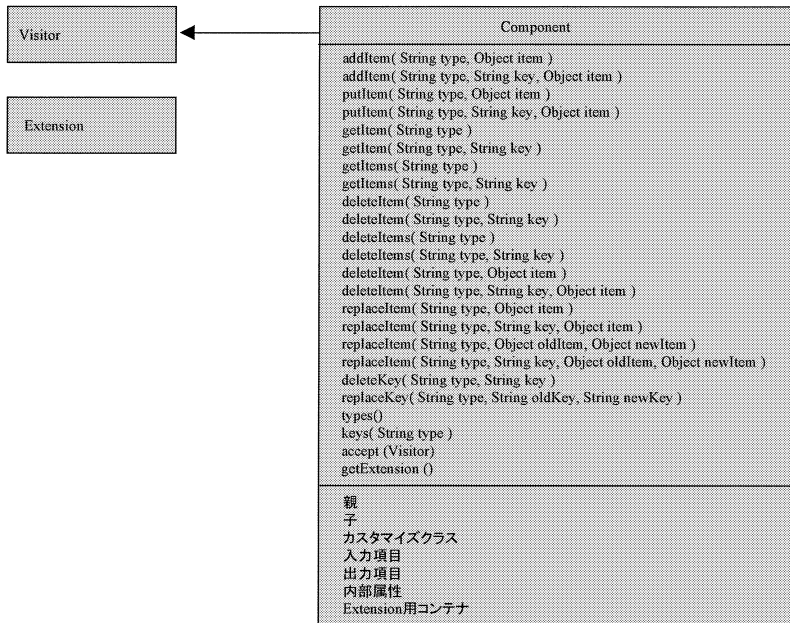 Visitor
Extension
Component
addItem( String type, Object item )
addItem( String type, String key, Object item )
putItem( String type, Object item )
putItem( String type, String key, Object item )
getItem( String type )
getItem( String type, String key )
getItems( String type )
getItems( String type, String key )
deleteItem( String type )
deleteItem( String type, String key )
deleteItems( String type )
deleteItems( String type, String key )
deleteItem( String type, Object item )
deleteItem( String type, String key, Object item )
replaceItem( String type, Object item )
replaceItem( String type, String key, Object item )
replaceItem( String type, Object oldItem, Object newItem )
replaceItem( String type, String key, Object oldItem, Object newItem )
deleteKey( String type, String key )
replaceKey( String type, String oldKey, String newKey )
types()
keys( String type )
accept (Visitor)
getExtension ()
親
子
カスタマイズクラス
入力項目
出力項目
内部属性
Extension用コンテナ